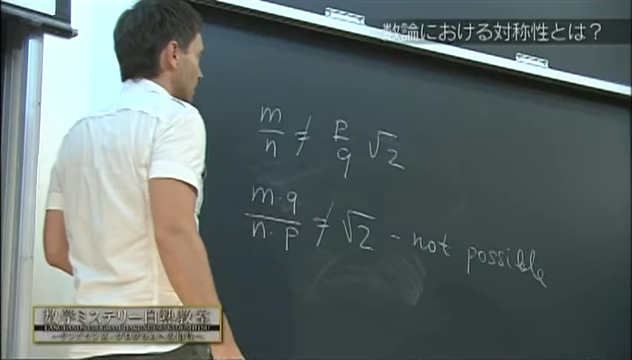 数論における対称性とは？
m/n ≠ p/q √2
m·q/n·p ≠ √2 - not possible
数学ミステリー白熱教室